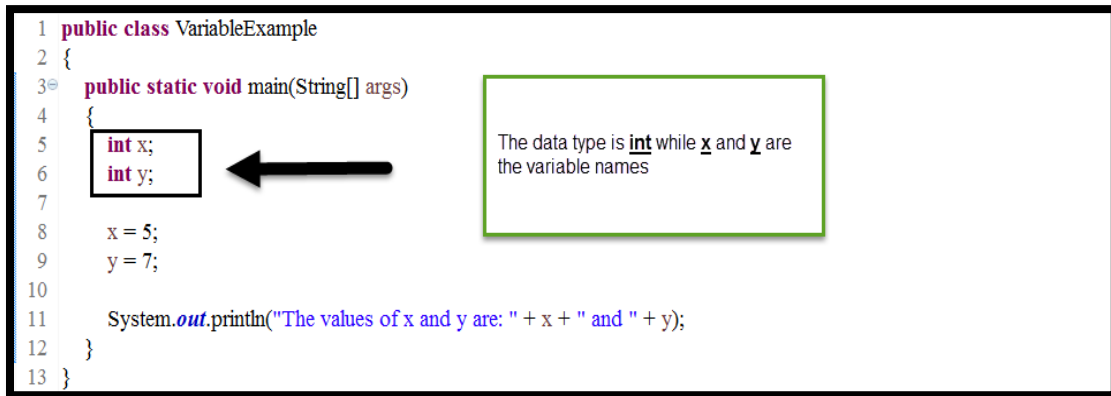 1 public class VariableExample
2 {
3 public static void main(String[] args)
4 {
5 int x;
6 int y;
7
8 x = 5;
9 y = 7;
10
11 System.out.println("The values of x and y are: " + x + " and " + y);
12 }
13 }
The data type is int while x and y are
the variable names